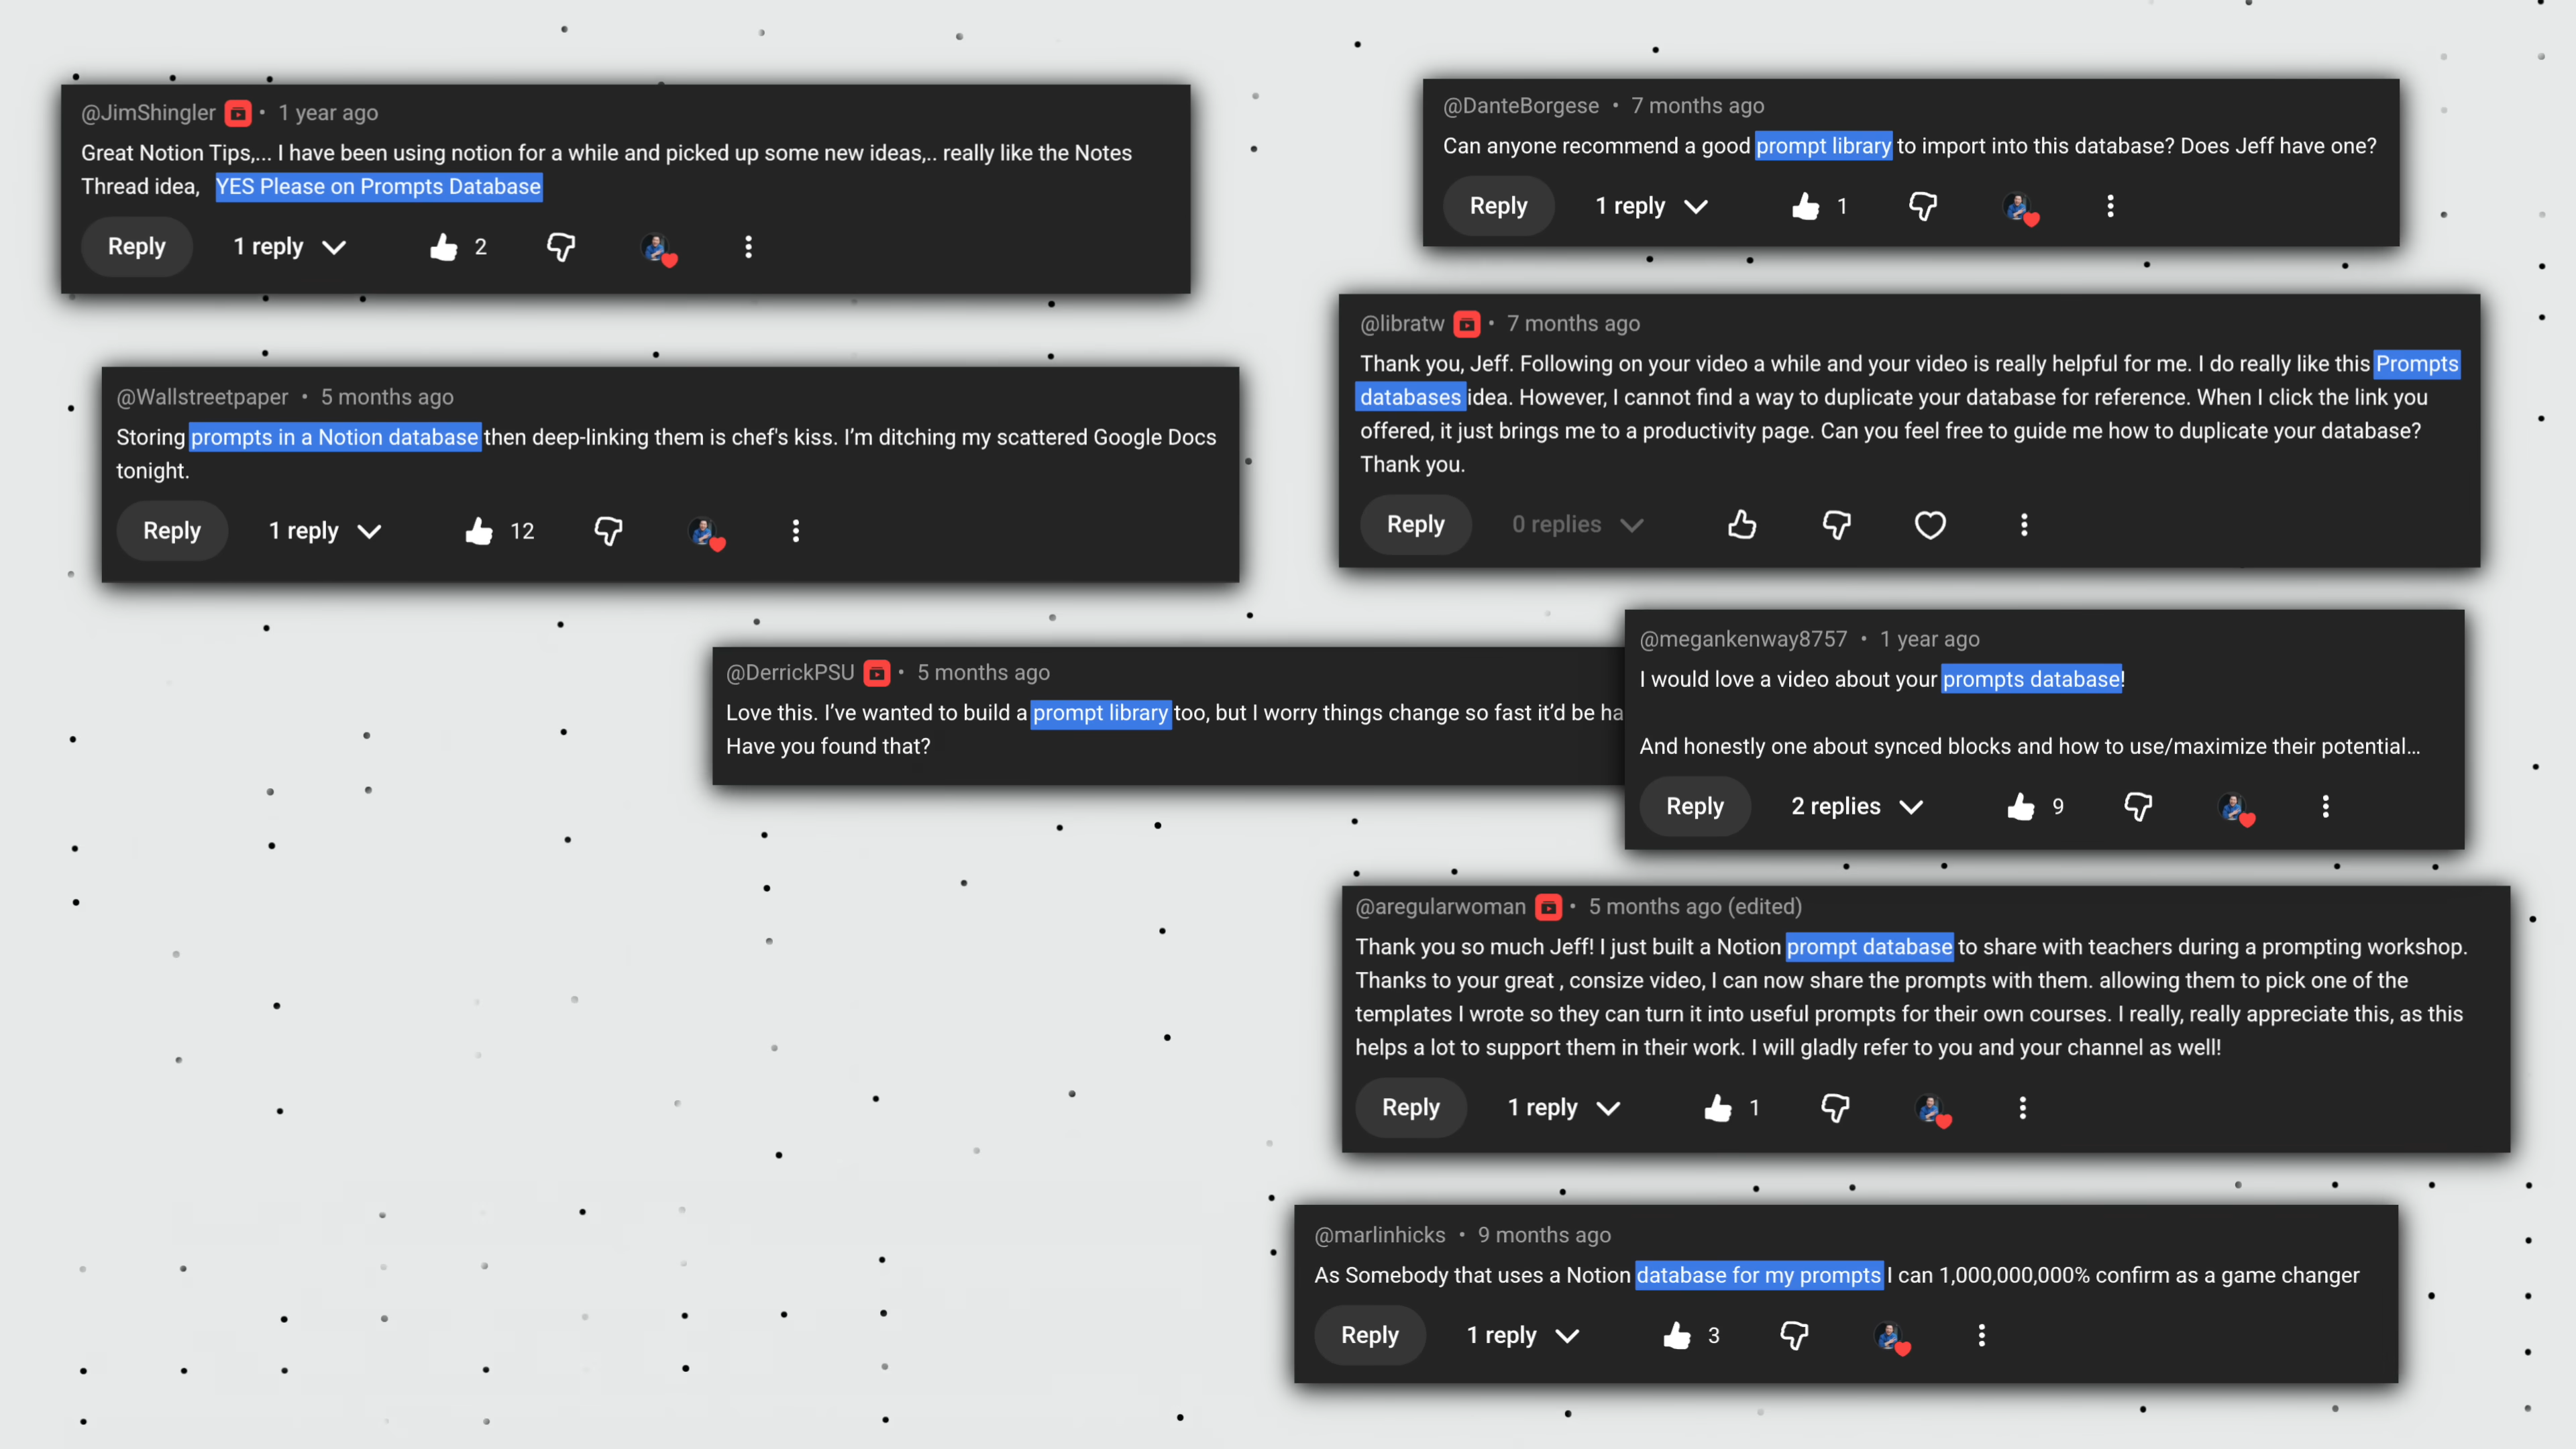 @JimShingler • 1 year ago
Great Notion Tips,... I have been using notion for a while and picked up some new ideas,.. really like the Notes
Thread idea, YES Please on Prompts Database
Reply 1 reply 2
@Wallstreetpaper • 5 months ago
Storing prompts in a Notion database then deep-linking them is chef's kiss. I’m ditching my scattered Google Docs
tonight.
Reply 1 reply 12
@DerrickPSU • 5 months ago
Love this. I’ve wanted to build a prompt library too, but I worry things change so fast it’d be ha
Have you found that?
@DanteBorgese • 7 months ago
Can anyone recommend a good prompt library to import into this database? Does Jeff have one?
Reply 1 reply 1
@libratw • 7 months ago
Thank you, Jeff. Following on your video a while and your video is really helpful for me. I do really like this Prompts
databases idea. However, I cannot find a way to duplicate your database for reference. When I click the link you
offered, it just brings me to a productivity page. Can you feel free to guide me how to duplicate your database?
Thank you.
Reply 0 replies
@megankenway8757 • 1 year ago
I would love a video about your prompts database!
And honestly one about synced blocks and how to use/maximize their potential...
Reply 2 replies 9
@aregularwoman • 5 months ago (edited)
Thank you so much Jeff! I just built a Notion prompt database to share with teachers during a prompting workshop.
Thanks to your great , consize video, I can now share the prompts with them. allowing them to pick one of the
templates I wrote so they can turn it into useful prompts for their own courses. I really, really appreciate this, as this
helps a lot to support them in their work. I will gladly refer to you and your channel as well!
Reply 1 reply 1
@marlinhicks • 9 months ago
As Somebody that uses a Notion database for my prompts I can 1,000,000,000% confirm as a game changer
Reply 1 reply 3